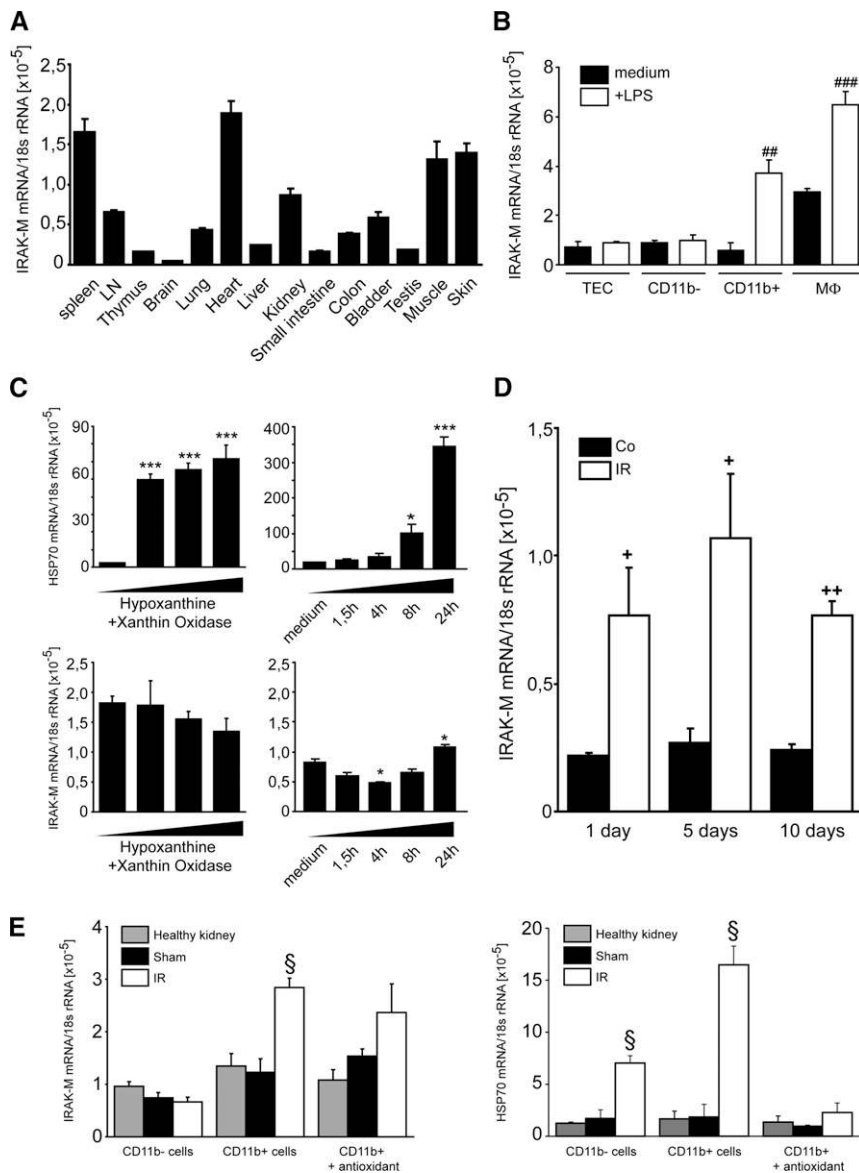 A
IRAK-M mRNA/18s rRNA [x10-5]
2,5
2,0
1,5
1,0
0,5
0
spleen
LN
Thymus
Brain
Lung
Heart
Liver
Kidney
Small intestine
Colon
Bladder
Testis
Muscle
Skin
B
IRAK-M mRNA/18s rRNA [x10-5]
8
6
4
2
0
medium
+LPS
##
###
TEC
CD11b-
CD11b+
MΦ
C
HSP70 mRNA/18s rRNA [x10-5]
90
60
30
0
***
***
***
Hypoxanthine
+Xanthin Oxidase
400
300
200
100
0
*
***
medium
1,5h
4h
8h
24h
IRAK-M mRNA/18s rRNA [x10-5]
2,5
2,0
1,5
1,0
0,5
0
Hypoxanthine
+Xanthin Oxidase
2,5
2,0
1,5
1,0
0,5
0
*
*
medium
1,5h
4h
8h
24h
D
IRAK-M mRNA/18s rRNA [x10-5]
1,5
1,0
0,5
0
Co
IR
+
+
++
1 day
5 days
10 days
E
IRAK-M mRNA/18s rRNA [x10-5]
4
3
2
1
0
Healthy kidney
Sham
IR
§
CD11b- cells
CD11b+ cells
CD11b+
+ antioxidant
HSP70 mRNA/18s rRNA [x10-5]
20
15
10
5
0
Healthy kidney
Sham
IR
§
§
CD11b- cells
CD11b+ cells
CD11b+
+ antioxidant